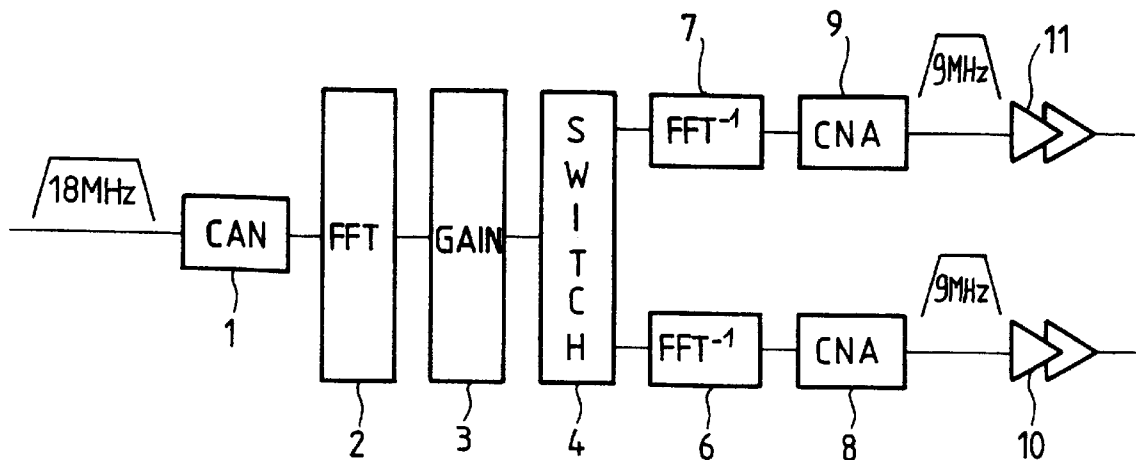 7
9
9MHz
11
FFT⁻¹
CNA
18MHz
CAN
1
FFT
2
GAIN
3
SWITCH
4
9MHz
FFT⁻¹
6
CNA
8
10